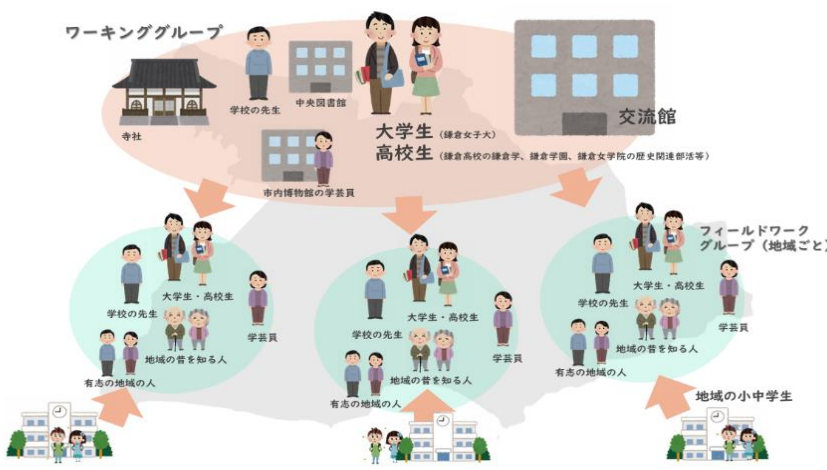 ワーキンググループ
寺社
学校の先生
中央図書館
市内博物館の学芸員
大学生（鎌倉女子大）
高校生（鎌倉高校の鎌倉学、鎌倉学園、鎌倉女学院の歴史関連部活等）
交流館
フィールドワーク
グループ（地域ごと）
大学生・高校生
学校の先生
学芸員
地域の昔を知る人
有志の地域の人
大学生・高校生
学校の先生
学芸員
地域の昔を知る人
有志の地域の人
大学生・高校生
学校の先生
学芸員
地域の昔を知る人
有志の地域の人
地域の小中学生